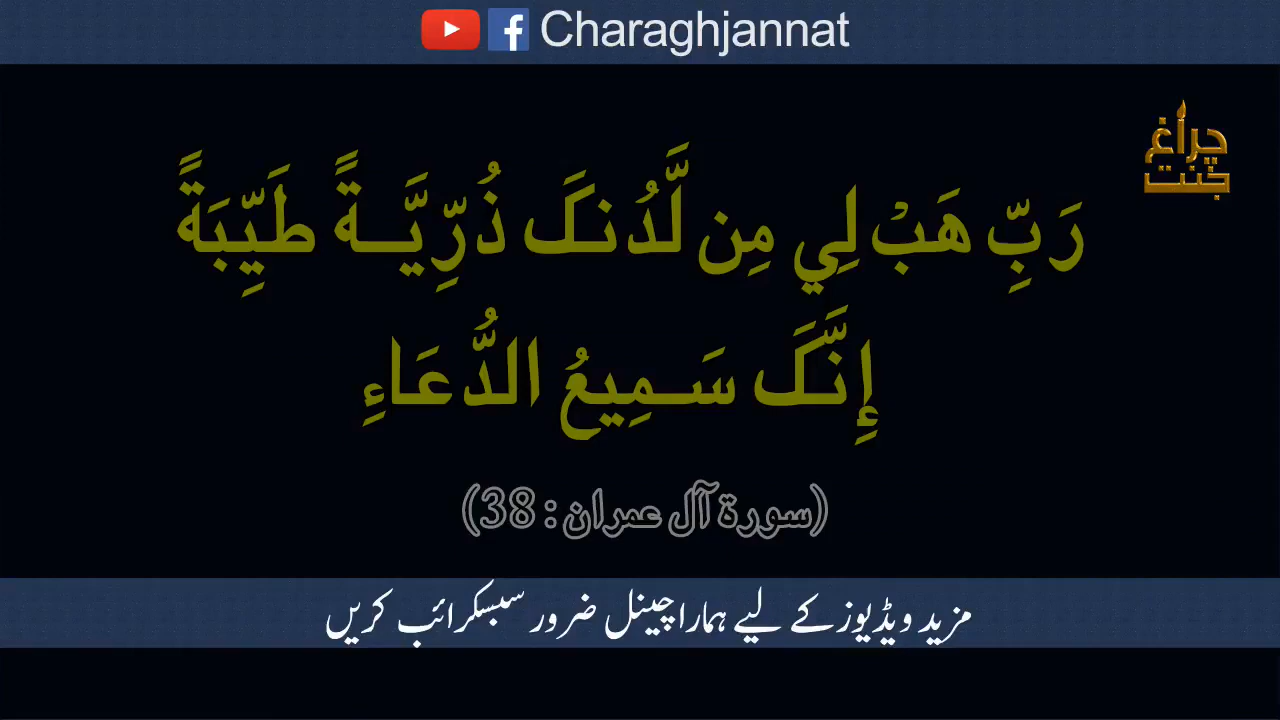 Charaghjannat
چراغ
جنت
رَبِّ هَبْ لِي مِن لَّدُنكَ ذُرِّيَّةً طَيِّبَةً
إِنَّكَ سَمِيعُ الدُّعَاءِ
(سورة آل عمران : 38)
مزید ویڈیوز کے لیے ہمارا چینل ضرور سبسکرائب کریں